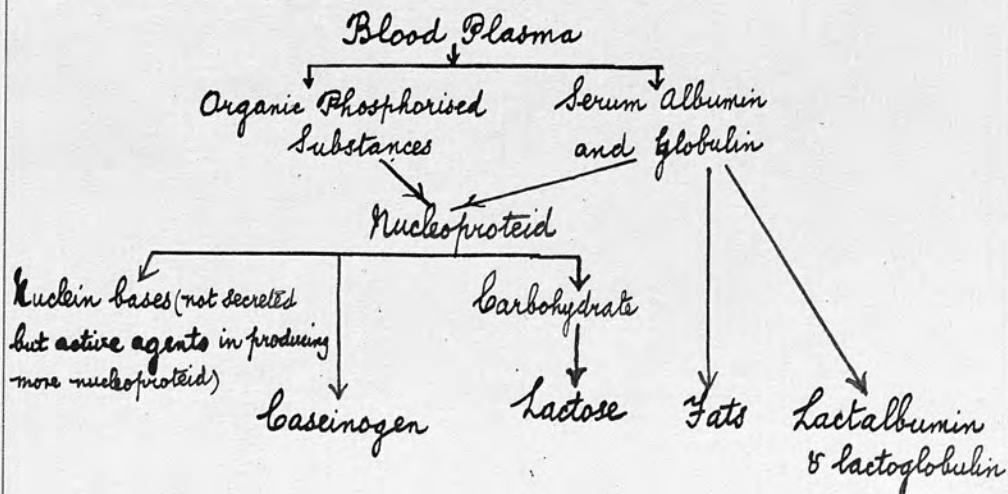 Blood Plasma
Organic Phosphorised
Substances
Serum Albumin
and Globulin
Nucleoproteid
Nuclein bases (not secreted
but active agents in producing
more nucleoproteid)
Carbohydrate
Caseinogen
Lactose
Fats
Lactalbumin
& lactoglobulin